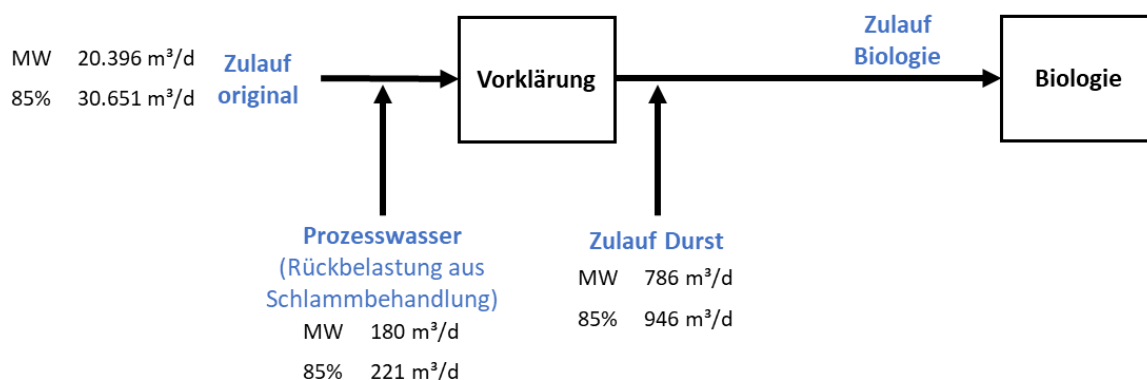 MW 20.396 m³/d
85% 30.651 m³/d
Zulauf
original
Vorklärung
Zulauf
Biologie
Biologie
Prozesswasser
(Rückbelastung aus
Schlammbehandlung)
MW 180 m³/d
85% 221 m³/d
Zulauf Durst
MW 786 m³/d
85% 946 m³/d